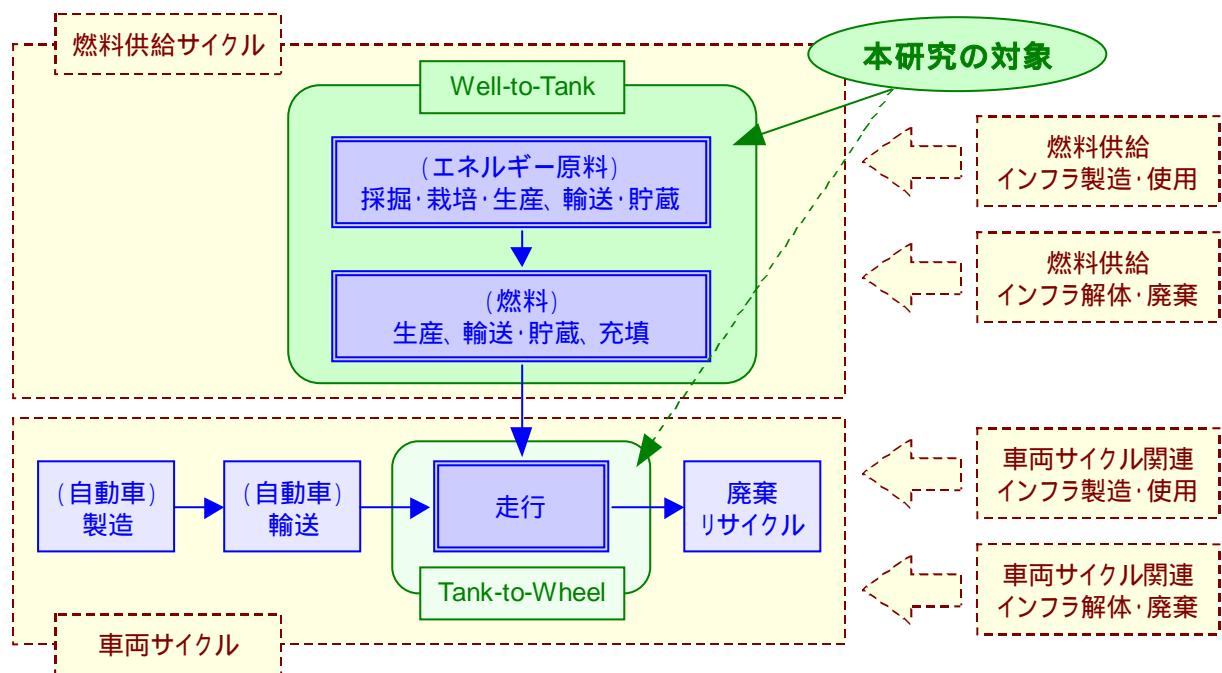 燃料供給サイクル
本研究の対象
Well-to-Tank
(エネルギー原料)
採掘・栽培・生産、輸送・貯蔵
(燃料)
生産、輸送・貯蔵、充填
燃料供給
インフラ製造・使用
燃料供給
インフラ解体・廃棄
(自動車)
製造
(自動車)
輸送
走行
廃棄
リサイクル
Tank-to-Wheel
車両サイクル
車両サイクル関連
インフラ製造・使用
車両サイクル関連
インフラ解体・廃棄